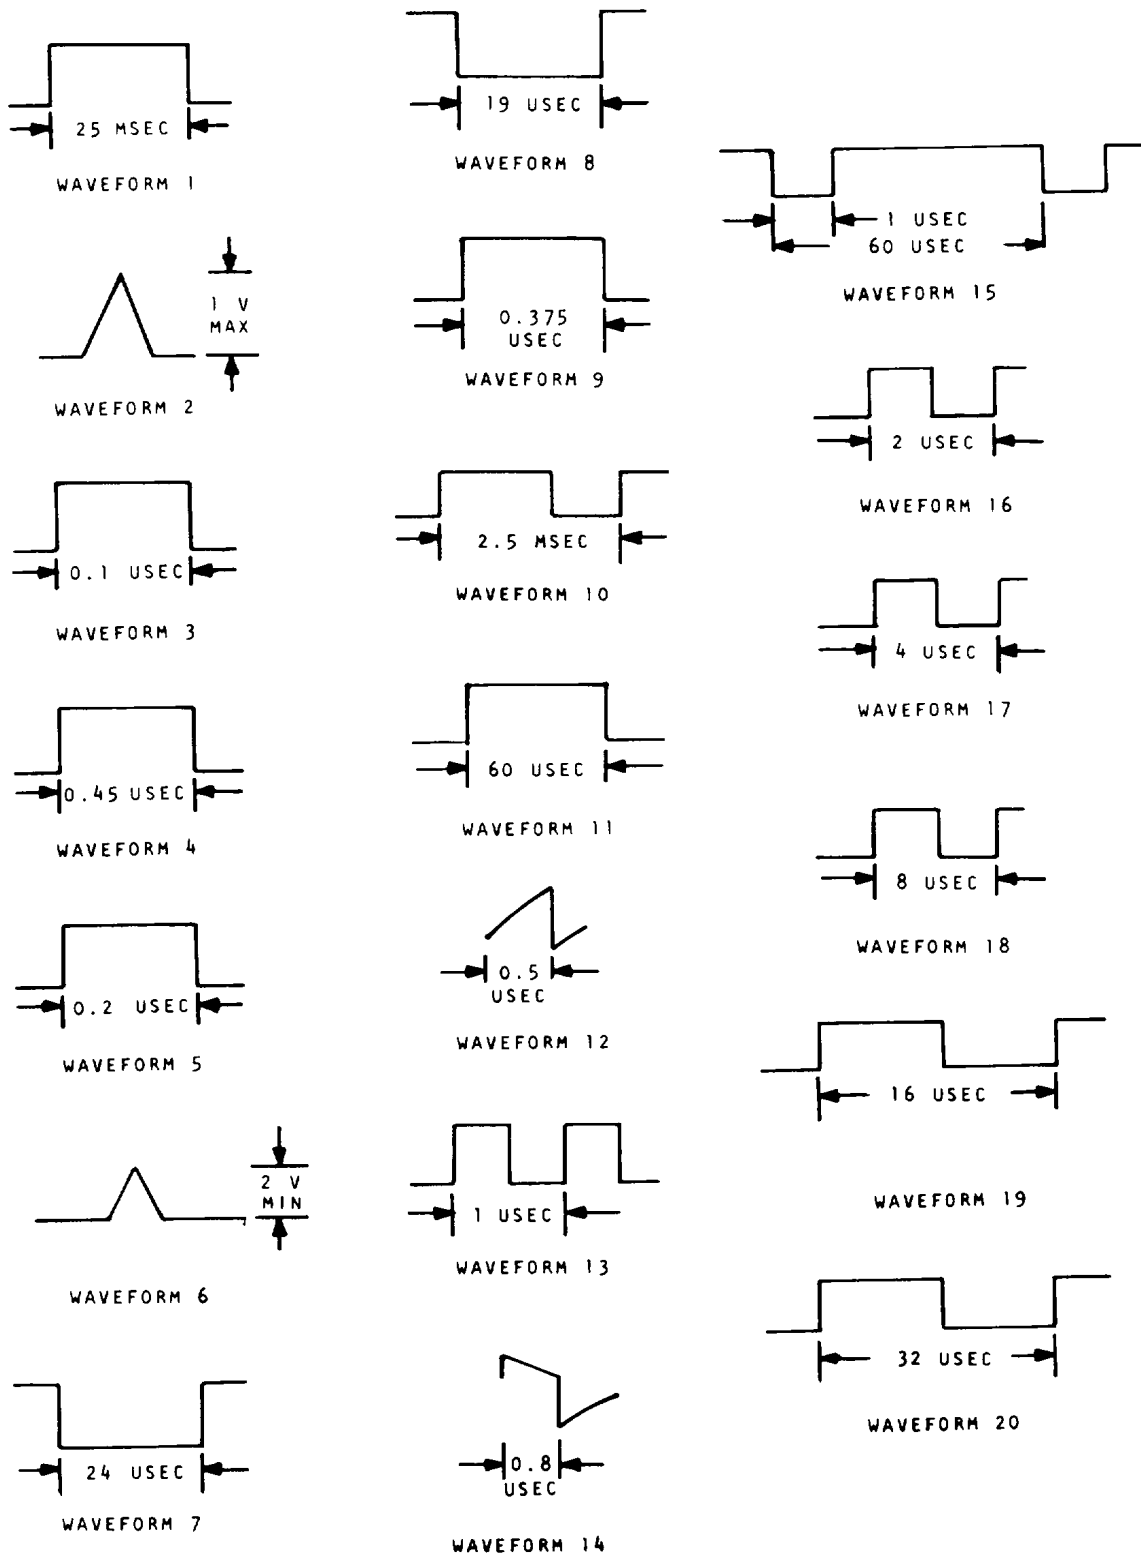 25 MSEC
WAVEFORM 1
1 V
MAX
WAVEFORM 2
0.1 USEC
WAVEFORM 3
0.45 USEC
WAVEFORM 4
0.2 USEC
WAVEFORM 5
2 V
MIN
WAVEFORM 6
24 USEC
WAVEFORM 7
19 USEC
WAVEFORM 8
0.375
USEC
WAVEFORM 9
2.5 MSEC
WAVEFORM 10
60 USEC
WAVEFORM 11
0.5
USEC
WAVEFORM 12
1 USEC
WAVEFORM 13
0.8
USEC
WAVEFORM 14
1 USEC
60 USEC
WAVEFORM 15
2 USEC
WAVEFORM 16
4 USEC
WAVEFORM 17
8 USEC
WAVEFORM 18
16 USEC
WAVEFORM 19
32 USEC
WAVEFORM 20